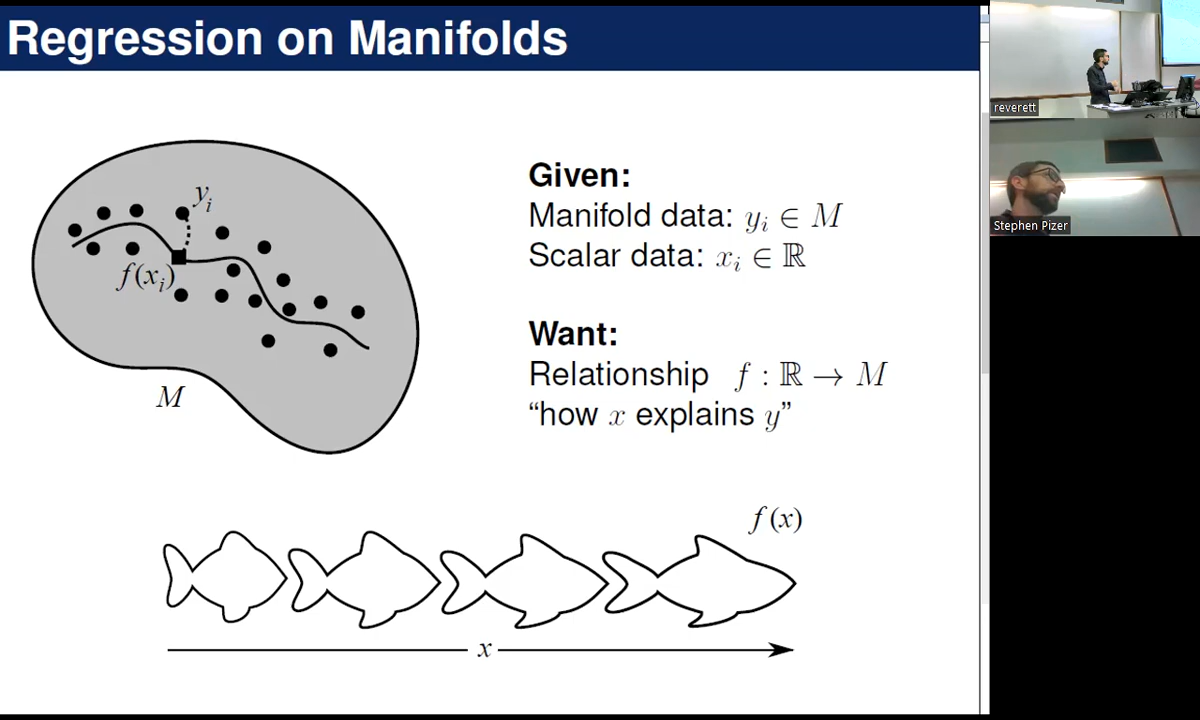 Regression on Manifolds
y_i
f(x_i)
M
Given:
Manifold data: y_i ∈ M
Scalar data: x_i ∈ ℝ
Want:
Relationship f : ℝ → M
“how x explains y”
f(x)
x
reverett
Stephen Pizer